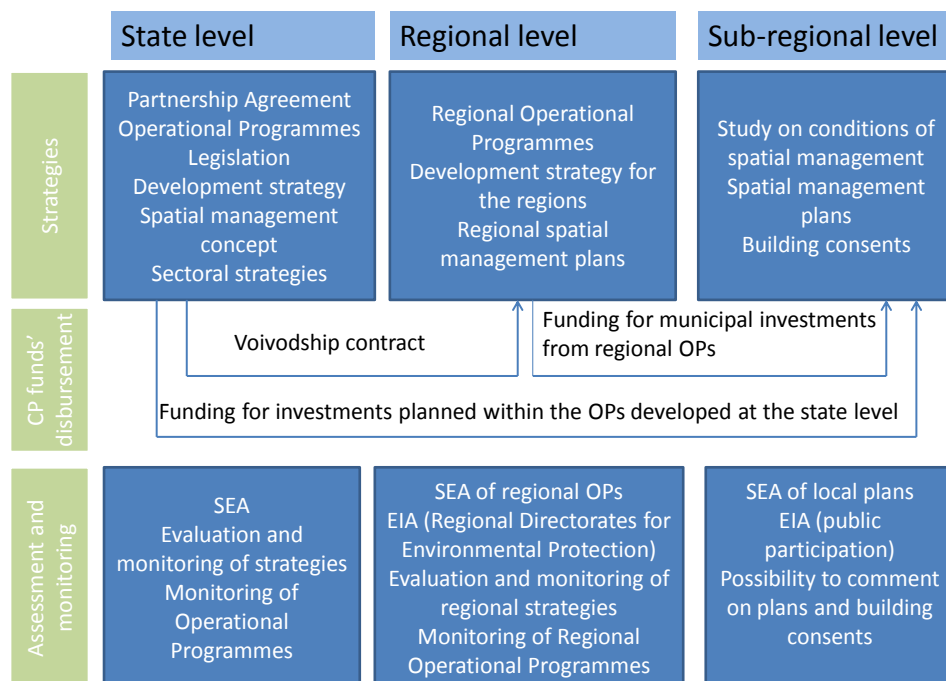 State level
Regional level
Sub-regional level
Strategies
Partnership Agreement
Operational Programmes
Legislation
Development strategy
Spatial management
concept
Sectoral strategies
Regional Operational
Programmes
Development strategy for
the regions
Regional spatial
management plans
Study on conditions of
spatial management
Spatial management
plans
Building consents
CP funds'
disbursement
Voivodship contract
Funding for municipal investments
from regional OPs
Funding for investments planned within the OPs developed at the state level
Assessment and
monitoring
SEA
Evaluation and
monitoring of strategies
Monitoring of
Operational
Programmes
SEA of regional OPs
EIA (Regional Directorates for
Environmental Protection)
Evaluation and monitoring of
regional strategies
Monitoring of Regional
Operational Programmes
SEA of local plans
EIA (public
participation)
Possibility to comment
on plans and building
consents